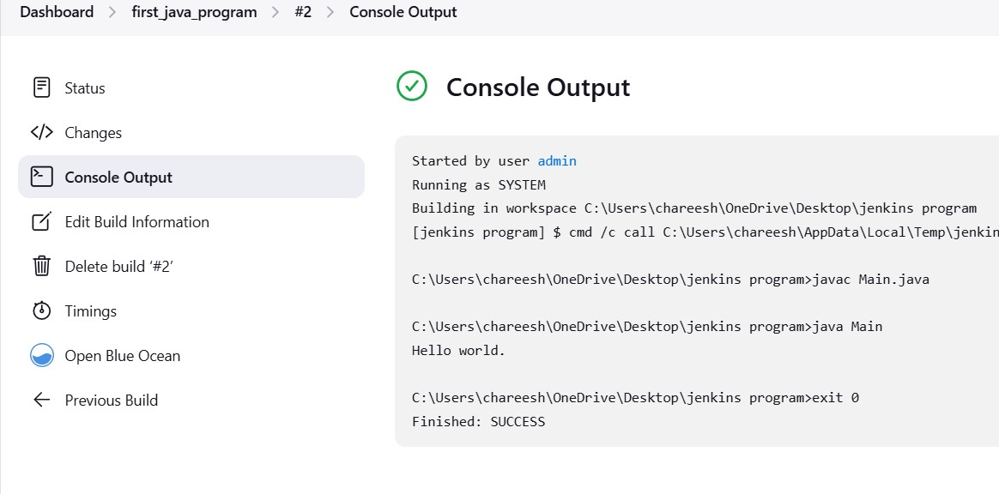 Dashboard > first_java_program > #2 > Console Output
Status
Changes
Console Output
Edit Build Information
Delete build ‘#2’
Timings
Open Blue Ocean
Previous Build
Console Output
Started by user admin
Running as SYSTEM
Building in workspace C:\Users\chareesh\OneDrive\Desktop\jenkins program
[jenkins program] $ cmd /c call C:\Users\chareesh\AppData\Local\Temp\jenkin
C:\Users\chareesh\OneDrive\Desktop\jenkins program>javac Main.java
C:\Users\chareesh\OneDrive\Desktop\jenkins program>java Main
Hello world.
C:\Users\chareesh\OneDrive\Desktop\jenkins program>exit 0
Finished: SUCCESS